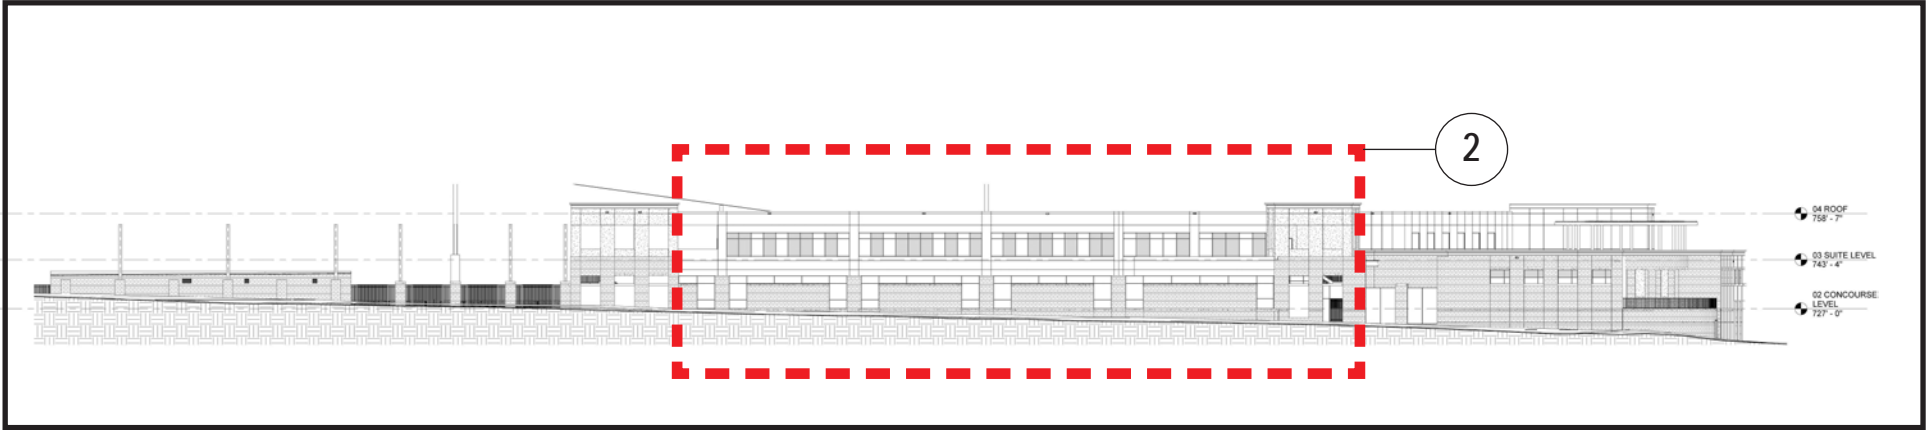 2
04 ROOF
758' - 7"
03 SUITE LEVEL
743' - 4"
02 CONCOURSE
LEVEL
727' - 0"